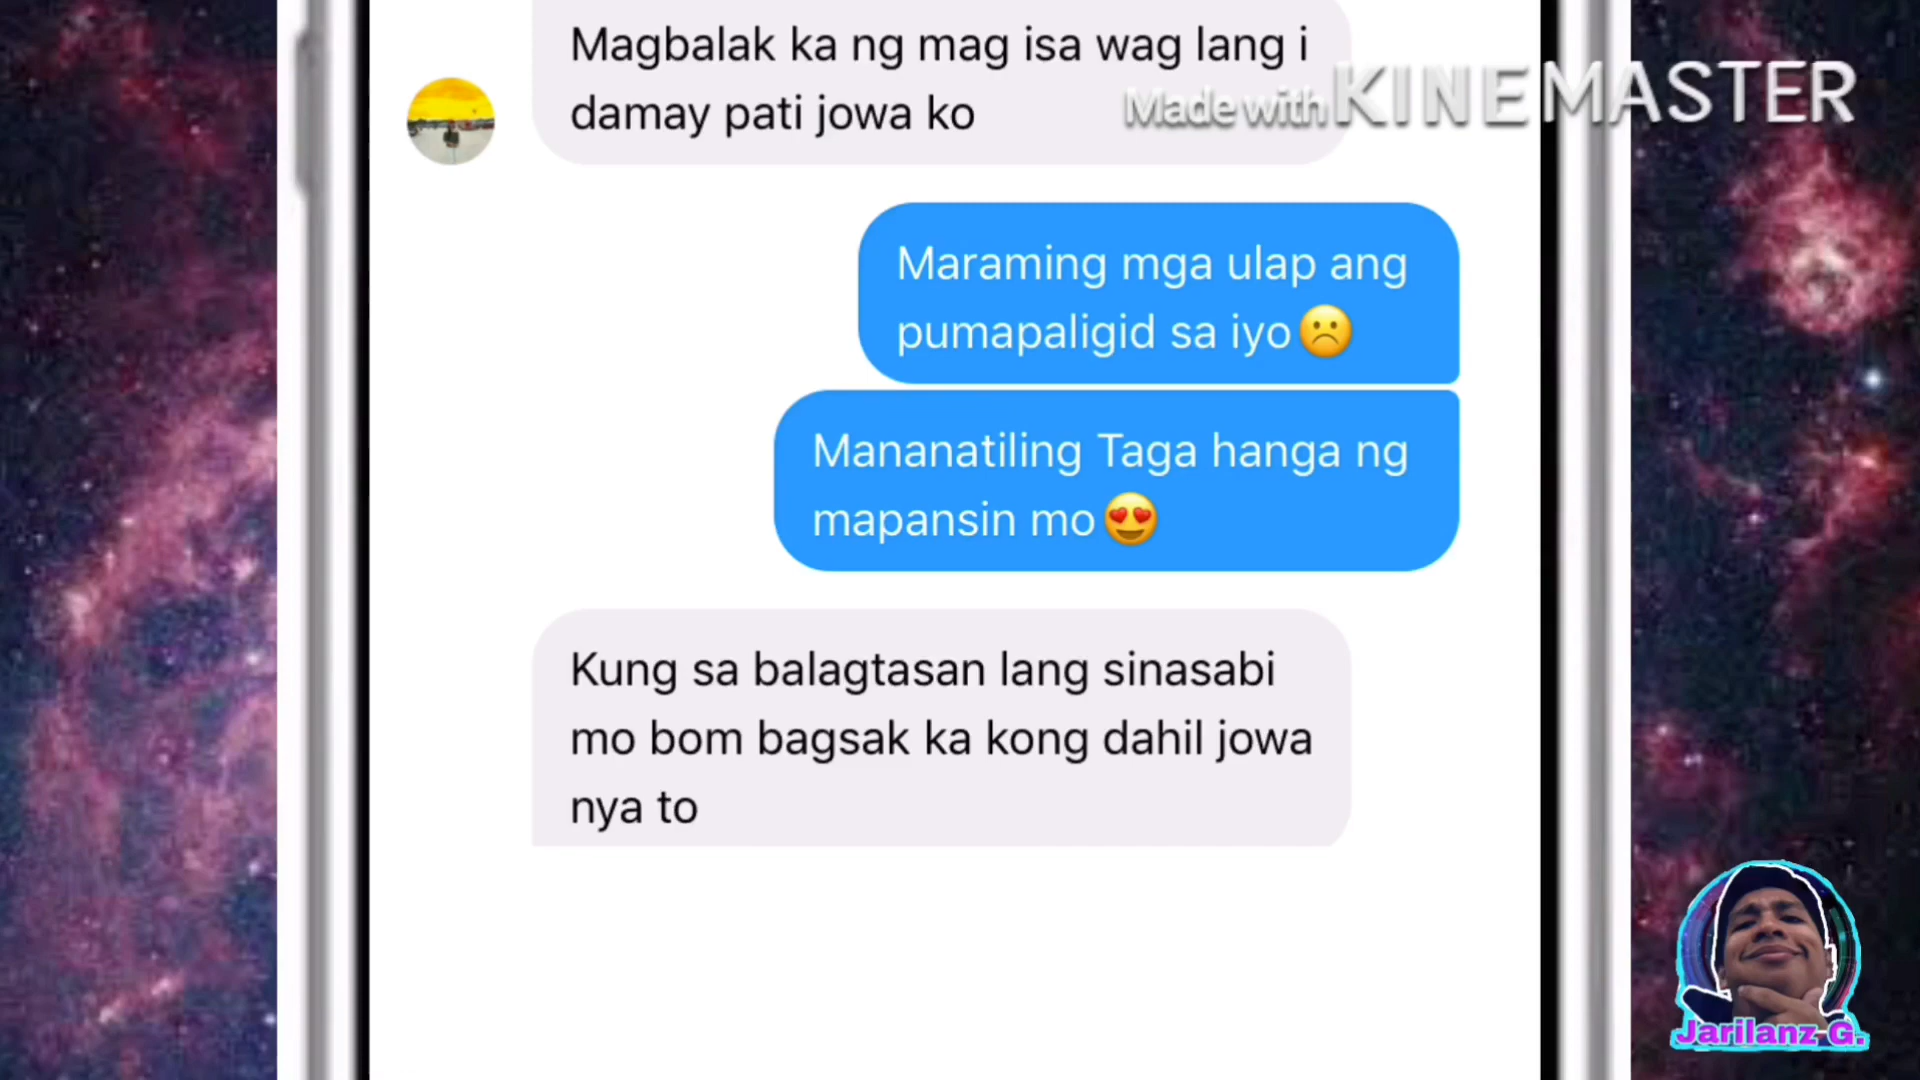 Magbalak ka ng mag isa wag lang i
damay pati jowa ko
Made with KINEMASTER
Maraming mga ulap ang
pumapaligid sa iyo☹️
Mananatiling Taga hanga ng
mapansin mo😍
Kung sa balagtasan lang sinasabi
mo bom bagsak ka kong dahil jowa
nya to
Jarilanz G.